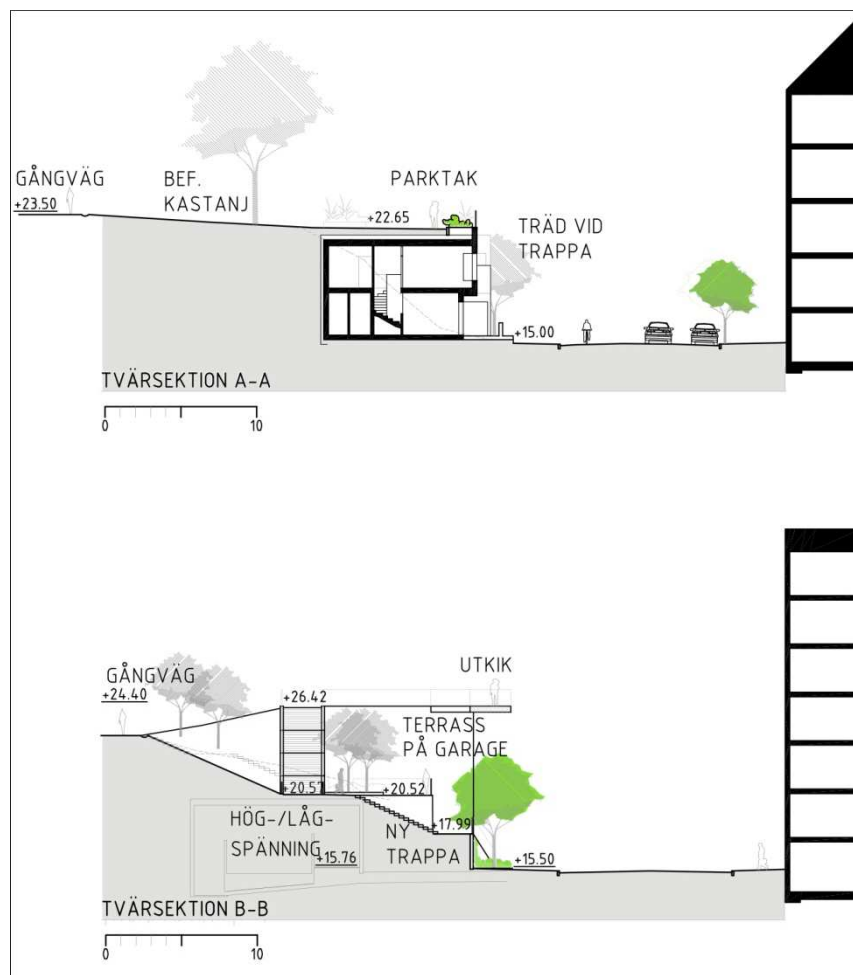 GÅNGVÄG
+23.50
BEF.
KASTANJ
PARKTAK
+22.65
TRÄD VID
TRAPPA
+15.00
TVÄRSEKTION A-A
0 10
GÅNGVÄG
+24.40
+26.42
UTKIK
TERRASS
PÅ GARAGE
+20.57
+20.52
HÖG-/LÅG-
SPÄNNING
+15.76
NY
TRAPPA
+17.99
+15.50
TVÄRSEKTION B-B
0 10